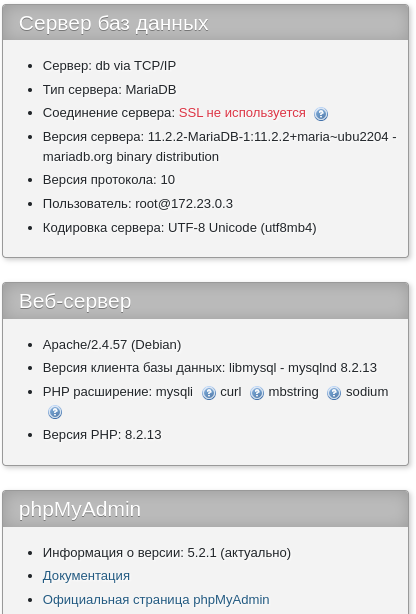 Сервер баз данных
Сервер: db via TCP/IP
Тип сервера: MariaDB
Соединение сервера: SSL не используется
Версия сервера: 11.2.2-MariaDB-1:11.2.2+maria~ubu2204 -
mariadb.org binary distribution
Версия протокола: 10
Пользователь: root@172.23.0.3
Кодировка сервера: UTF-8 Unicode (utf8mb4)
Веб-сервер
Apache/2.4.57 (Debian)
Версия клиента базы данных: libmysql - mysqlnd 8.2.13
PHP расширение: mysqli curl mbstring sodium
Версия PHP: 8.2.13
phpMyAdmin
Информация о версии: 5.2.1 (актуально)
Документация
Официальная страница phpMyAdmin